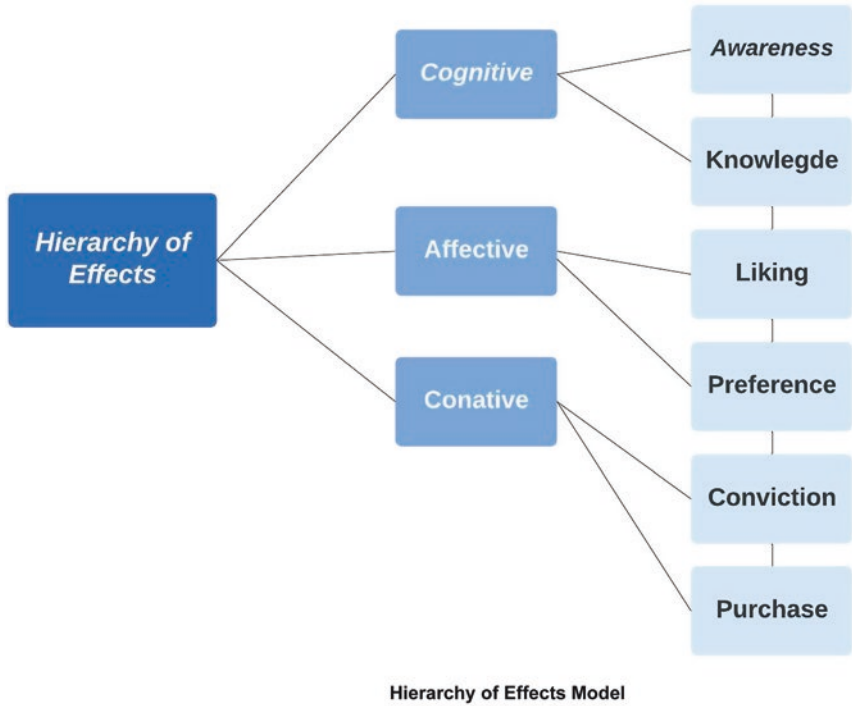 Hierarchy of
Effects
Cognitive
Affective
Conative
Awareness
Knowlegde
Liking
Preference
Conviction
Purchase
Hierarchy of Effects Model